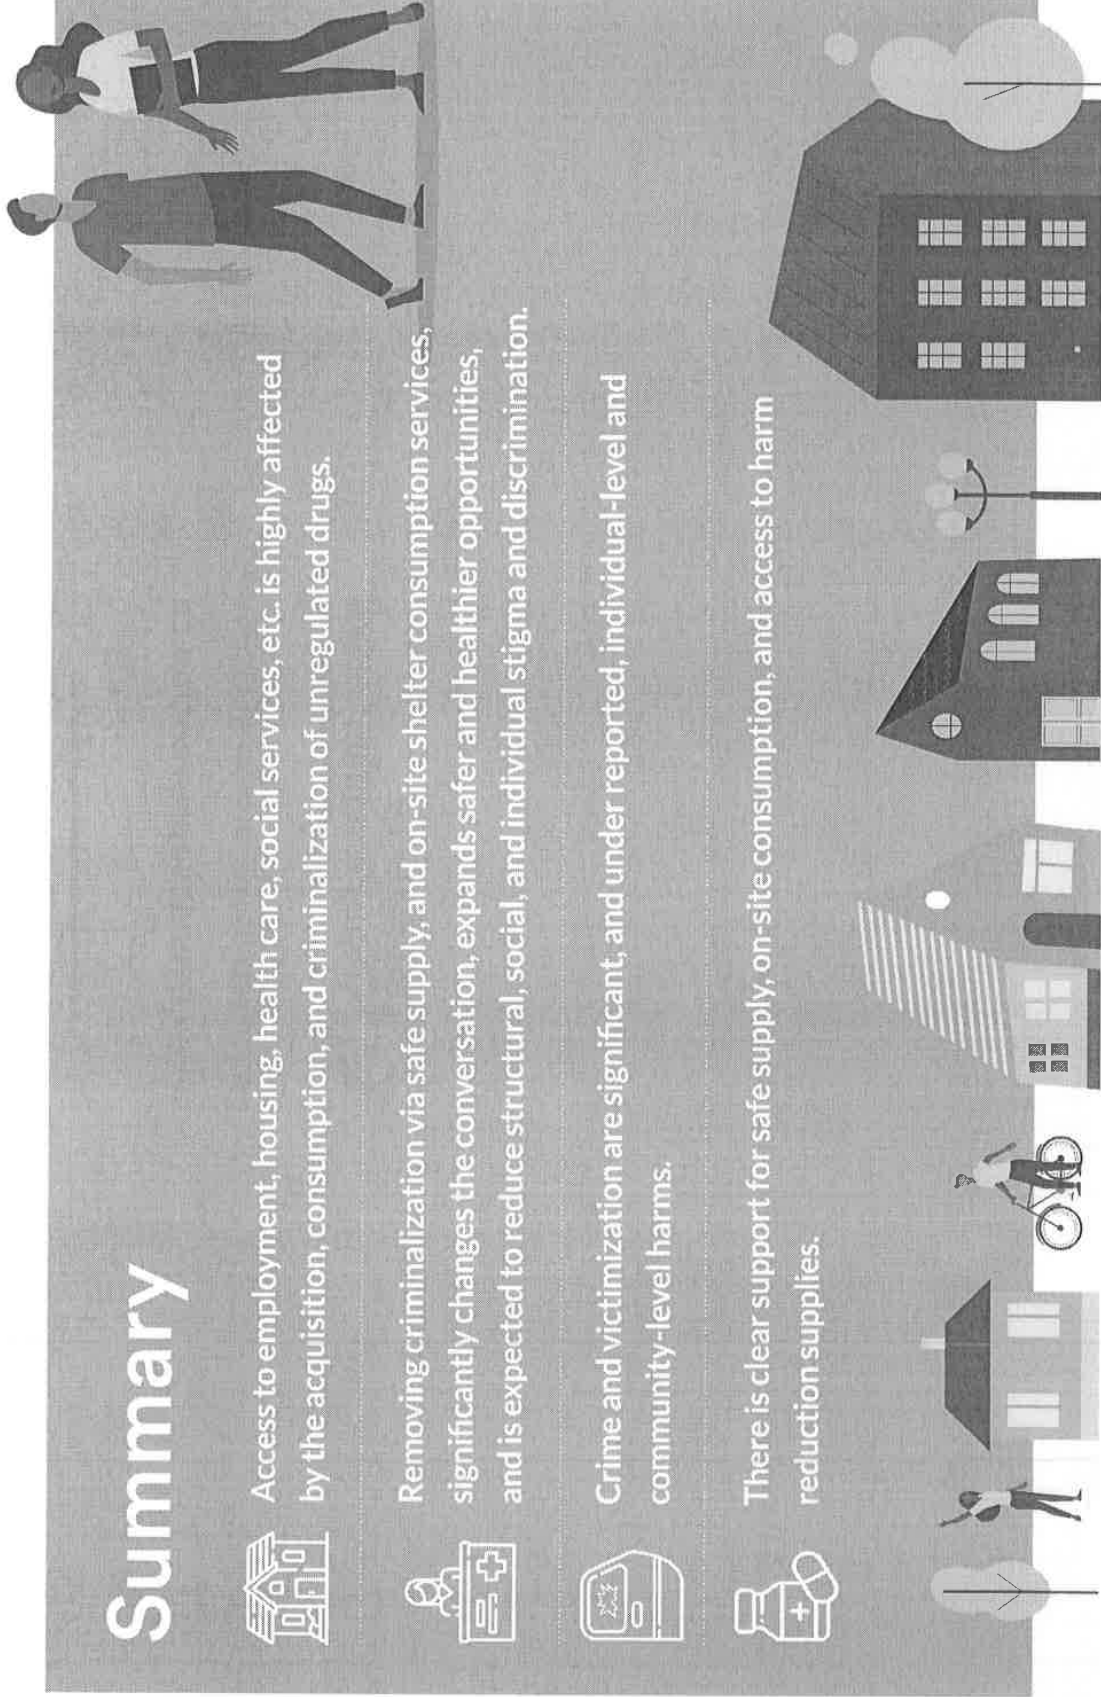 Summary
Access to employment, housing, health care, social services, etc. is highly affected
by the acquisition, consumption, and criminalization of unregulated drugs.
Removing criminalization via safe supply, and on-site shelter consumption services,
significantly changes the conversation, expands safer and healthier opportunities,
and is expected to reduce structural, social, and individual stigma and discrimination.
Crime and victimization are significant, and under reported, individual-level and
community-level harms.
There is clear support for safe supply, on-site consumption, and access to harm
reduction supplies.